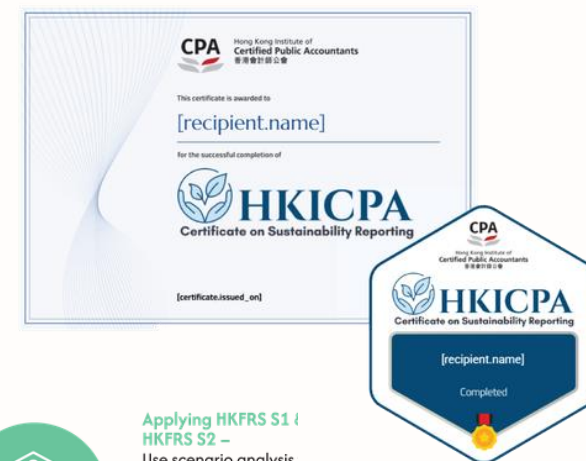 CPA
Hong Kong Institute of
Certified Public Accountants
香港會計師公會
This certificate is awarded to
[recipient.name]
for the successful completion of
HKICPA
Certificate on Sustainability Reporting
[certificate.issued_on]
CPA
Hong Kong Institute of
Certified Public Accountants
香港會計師公會
HKICPA
Certificate on Sustainability Reporting
[recipient.name]
Completed
Applying HKFRS S1
HKFRS S2 –
Use scenario analysis